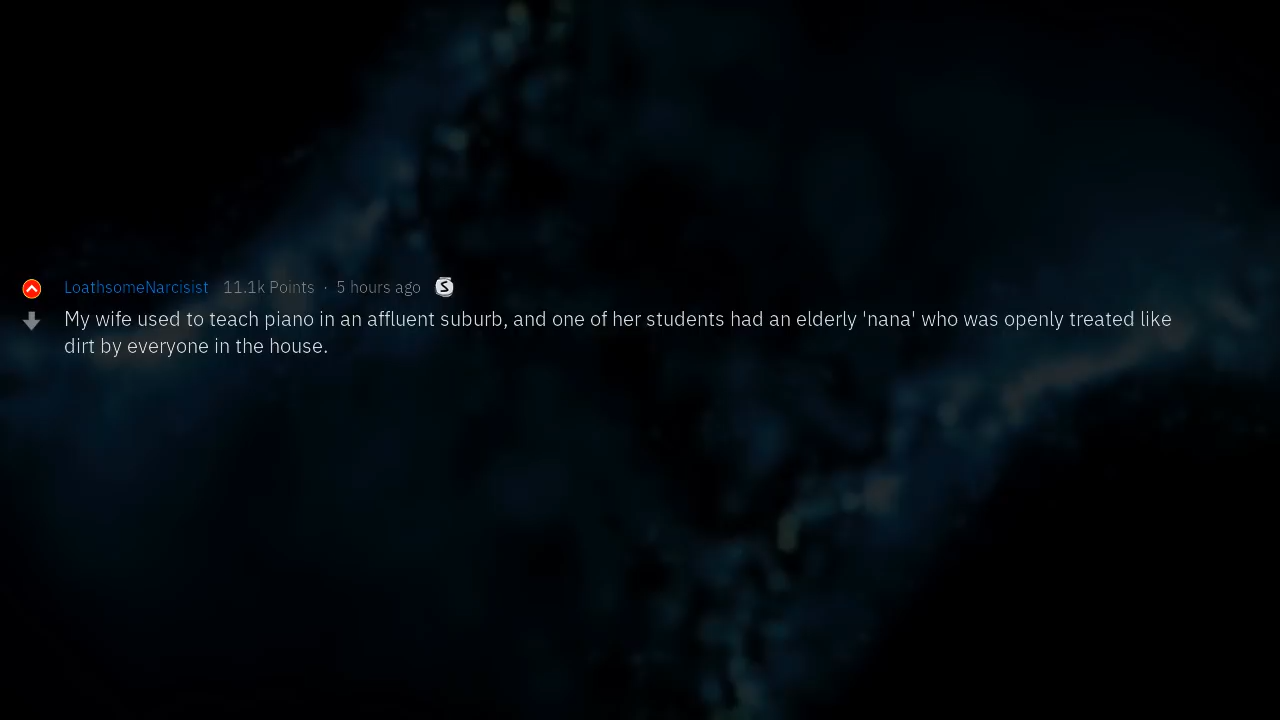 LoathsomeNarcisist 11.1k Points · 5 hours ago S
My wife used to teach piano in an affluent suburb, and one of her students had an elderly 'nana' who was openly treated like
dirt by everyone in the house.